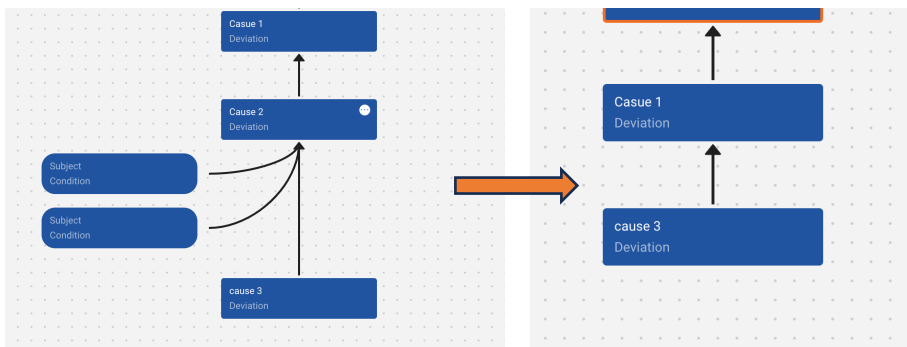 Casue 1
Deviation
Cause 2
Deviation
Subject
Condition
Subject
Condition
cause 3
Deviation
Casue 1
Deviation
cause 3
Deviation